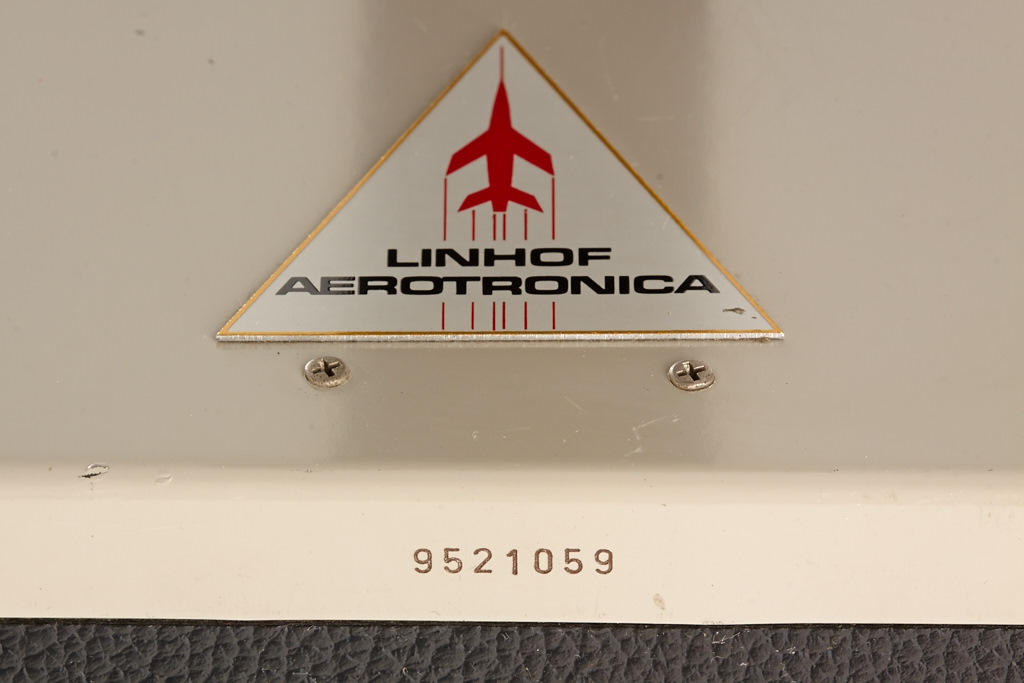 LINHOF
AEROTRONICA
9521059